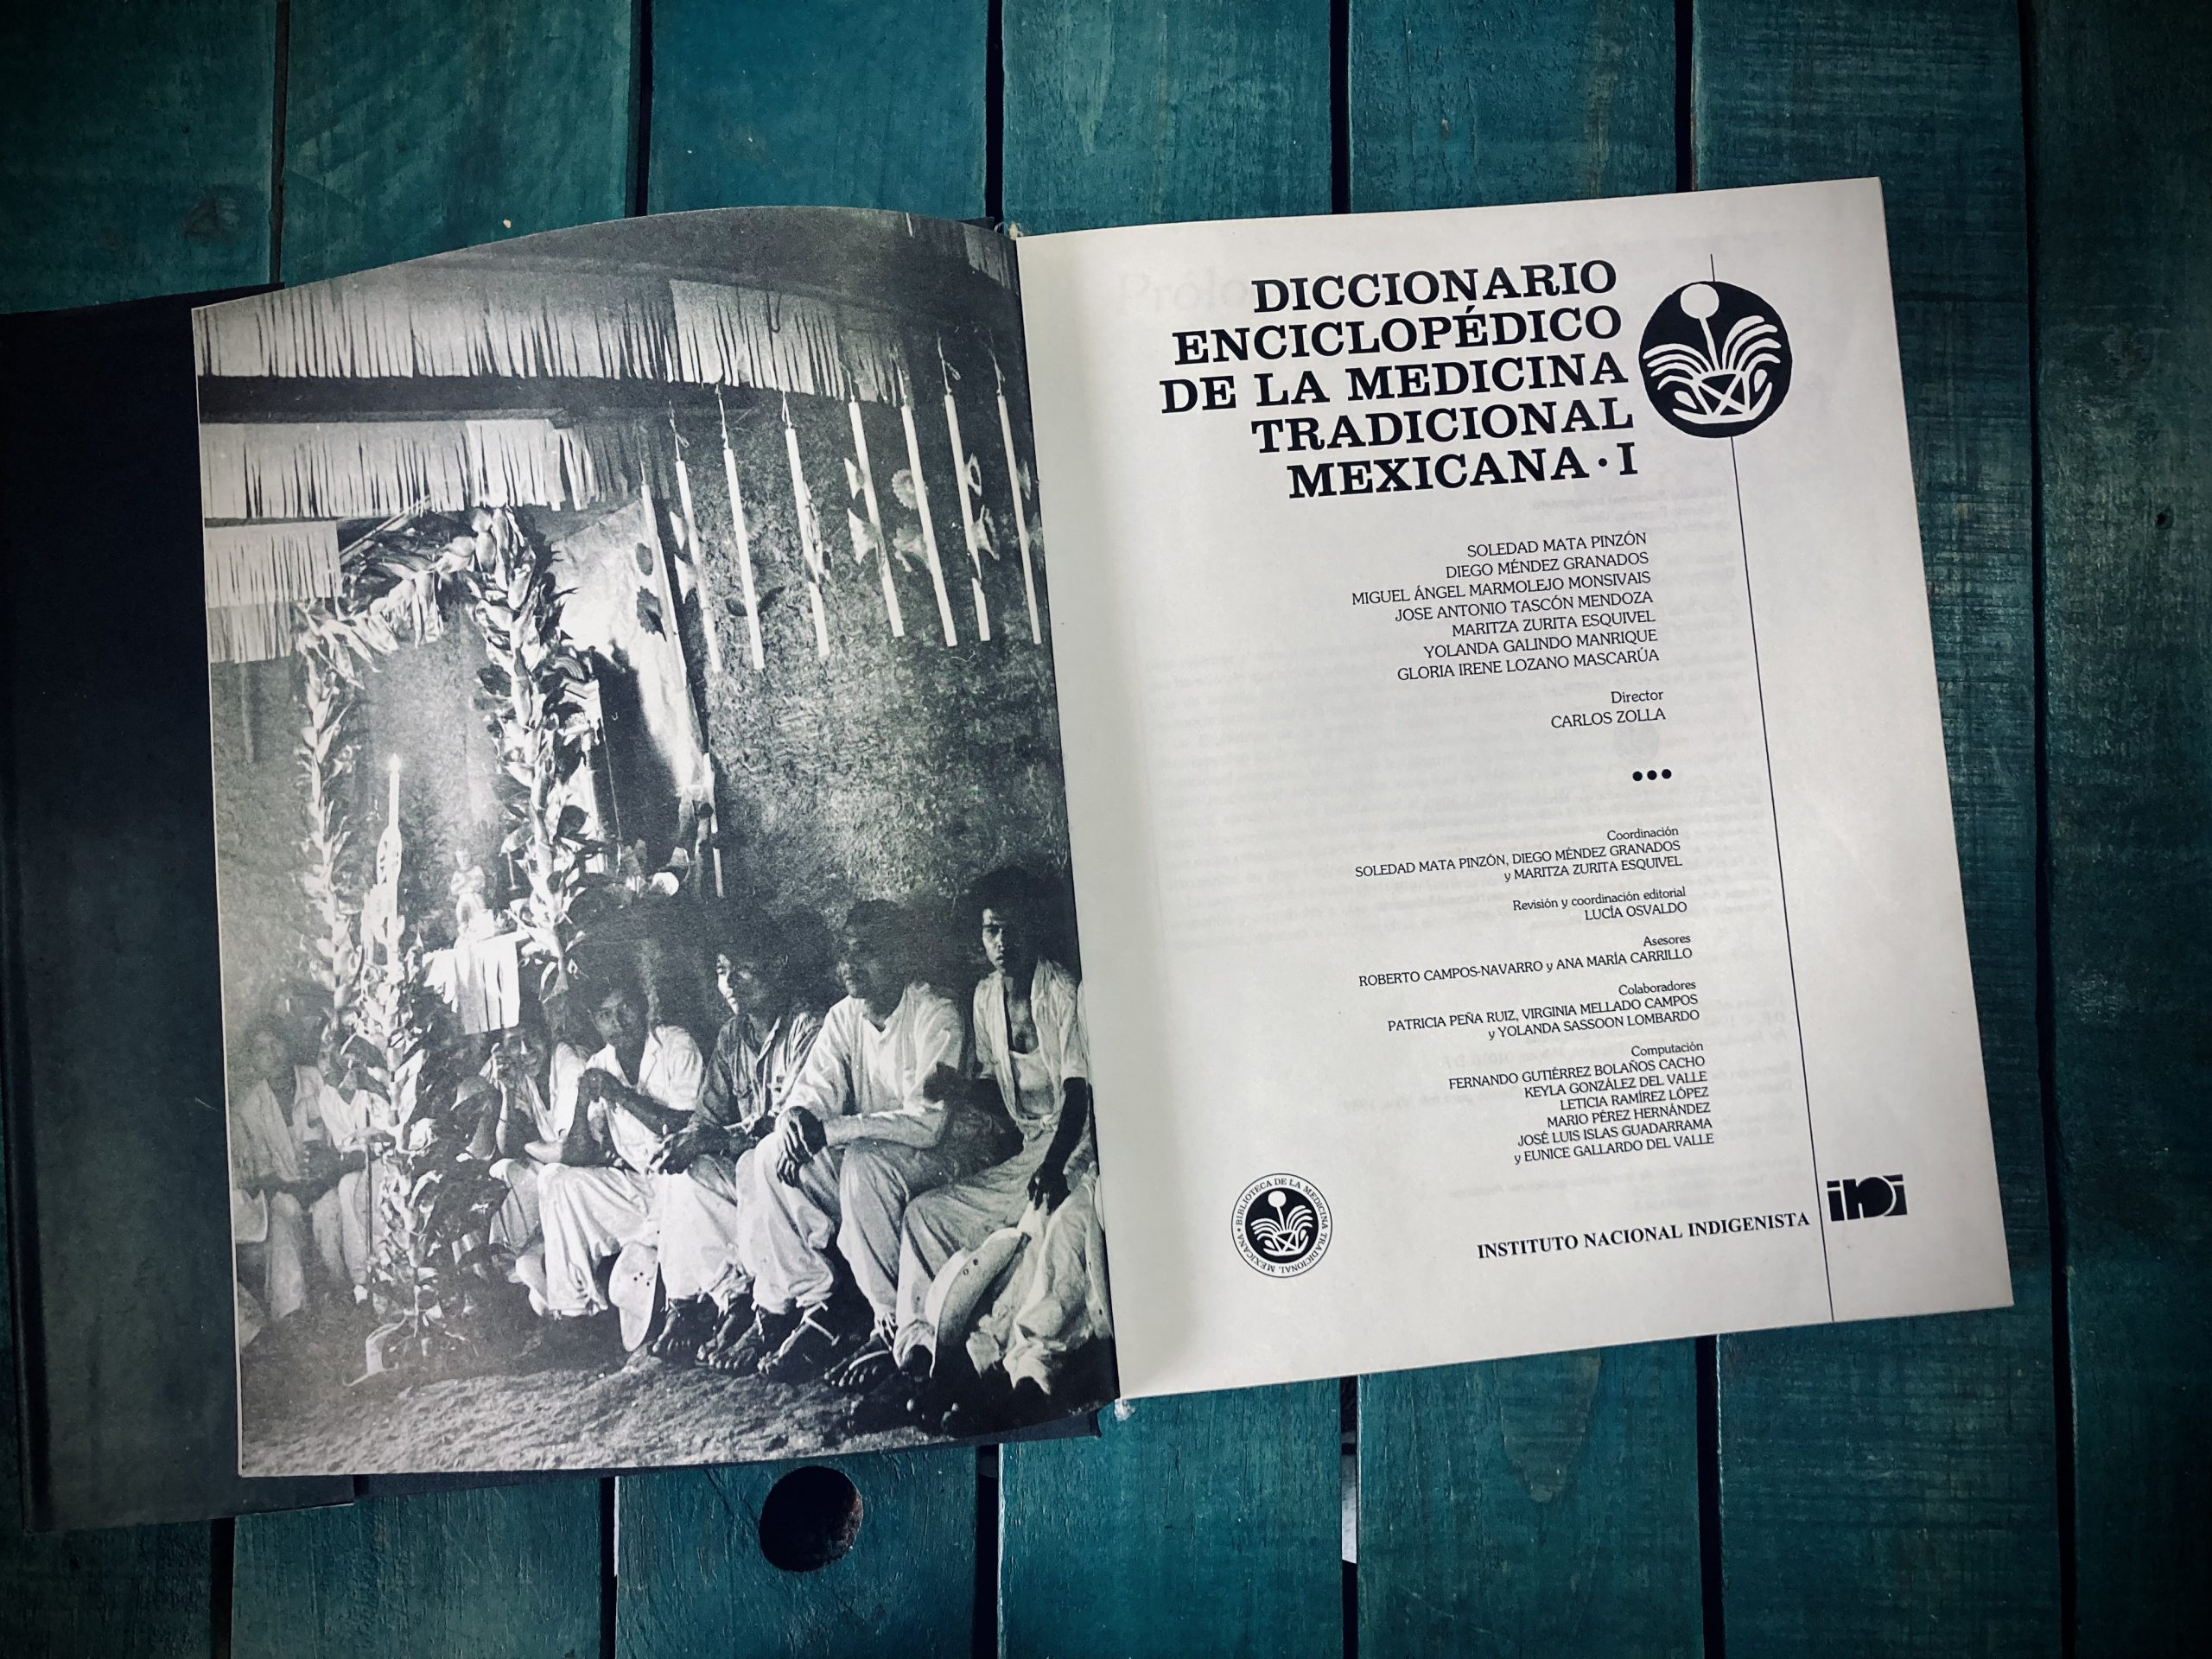 DICCIONARIO
ENCICLOPÉDICO
DE LA MEDICINA
TRADICIONAL
MEXICANA · I
SOLEDAD MATA PINZÓN
DIEGO MÉNDEZ GRANADOS
MIGUEL ÁNGEL MARMOLEJO MONSIVAIS
JOSE ANTONIO TASCÓN MENDOZA
MARITZA ZURITA ESQUIVEL
YOLANDA GALINDO MANRIQUE
GLORIA IRENE LOZANO MASCARÚA
Director
CARLOS ZOLLA
•••
Coordinación
SOLEDAD MATA PINZÓN, DIEGO MÉNDEZ GRANADOS
y MARITZA ZURITA ESQUIVEL
Revisión y coordinación editorial
LUCÍA OSVALDO
Asesores
ROBERTO CAMPOS-NAVARRO y ANA MARÍA CARRILLO
Colaboradores
PATRICIA PEÑA RUIZ, VIRGINIA MELLADO CAMPOS
y YOLANDA SASSOON LOMBARDO
Computación
FERNANDO GUTIÉRREZ BOLAÑOS CACHO
KEYLA GONZÁLEZ DEL VALLE
LETICIA RAMÍREZ LÓPEZ
MARIO PÉREZ HERNÁNDEZ
JOSÉ LUIS ISLAS GUADARRAMA
y EUNICE GALLARDO DEL VALLE
BIBLIOTECA DE LA MEDICINA TRADICIONAL MEXICANA •
INSTITUTO NACIONAL INDIGENISTA
ini